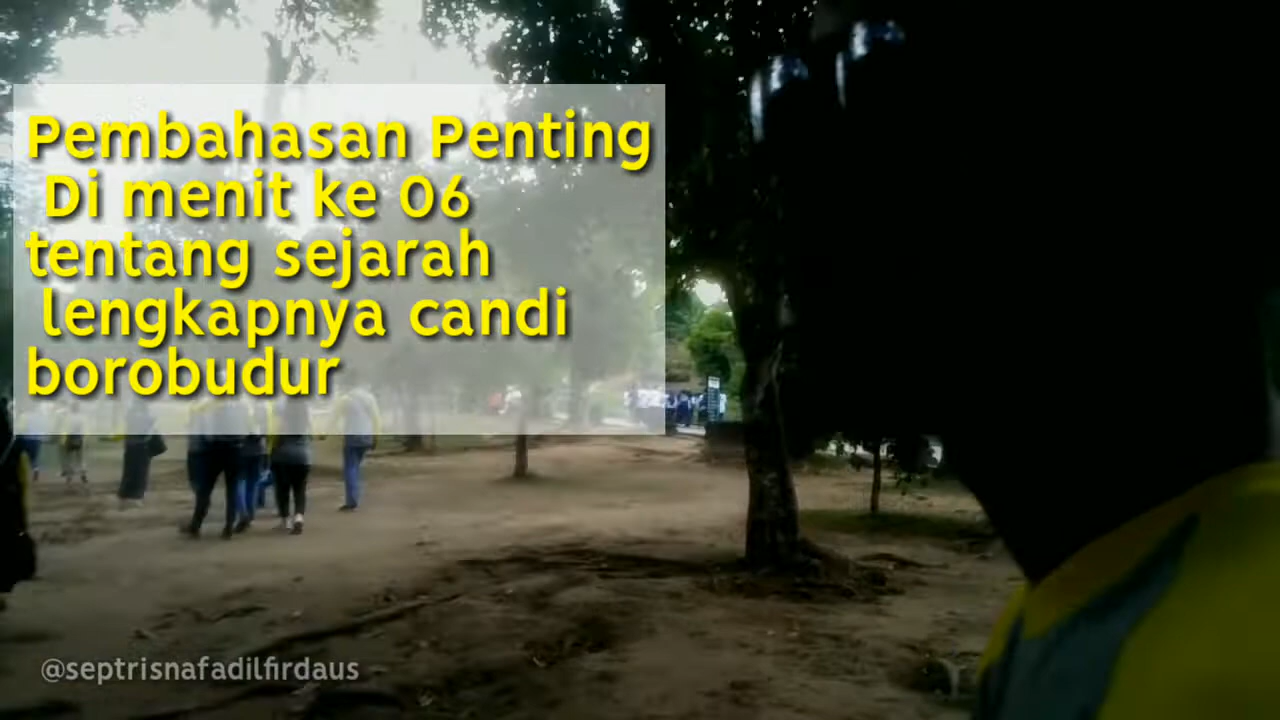 Pembahasan Penting
Di menit ke 06
tentang sejarah
lengkapnya candi
borobudur
@septrisnafadilfirdaus